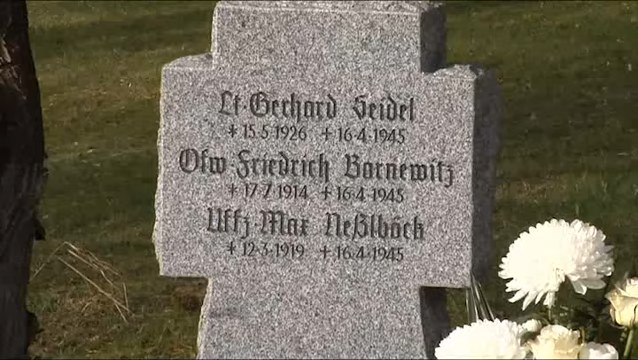 Lt Gerhard Seidel
* 15.5.1926 + 16.4.1945
Ofw Friedrich Barnewitz
* 17.7.1914 + 16.4.1945
Uffz Max Neßlböck
* 12.3.1919 + 16.4.1945